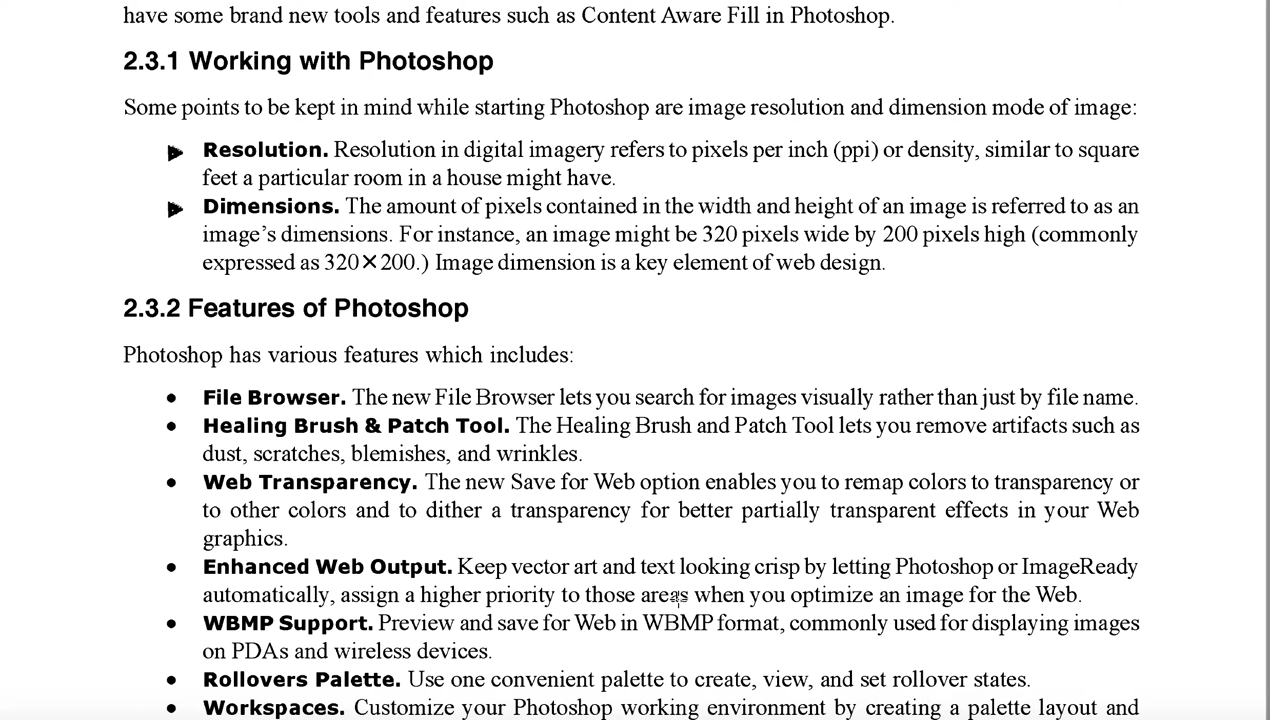 have some brand new tools and features such as Content Aware Fill in Photoshop.
2.3.1 Working with Photoshop
Some points to be kept in mind while starting Photoshop are image resolution and dimension mode of image:
Resolution. Resolution in digital imagery refers to pixels per inch (ppi) or density, similar to square
feet a particular room in a house might have.
Dimensions. The amount of pixels contained in the width and height of an image is referred to as an
image's dimensions. For instance, an image might be 320 pixels wide by 200 pixels high (commonly
expressed as 320×200.) Image dimension is a key element of web design.
2.3.2 Features of Photoshop
Photoshop has various features which includes:
• File Browser. The new File Browser lets you search for images visually rather than just by file name.
• Healing Brush & Patch Tool. The Healing Brush and Patch Tool lets you remove artifacts such as
dust, scratches, blemishes, and wrinkles.
• Web Transparency. The new Save for Web option enables you to remap colors to transparency or
to other colors and to dither a transparency for better partially transparent effects in your Web
graphics.
• Enhanced Web Output. Keep vector art and text looking crisp by letting Photoshop or ImageReady
automatically, assign a higher priority to those areas when you optimize an image for the Web.
• WBMP Support. Preview and save for Web in WBMP format, commonly used for displaying images
on PDAs and wireless devices.
• Rollovers Palette. Use one convenient palette to create, view, and set rollover states.
• Workspaces. Customize your Photoshop working environment by creating a palette layout and